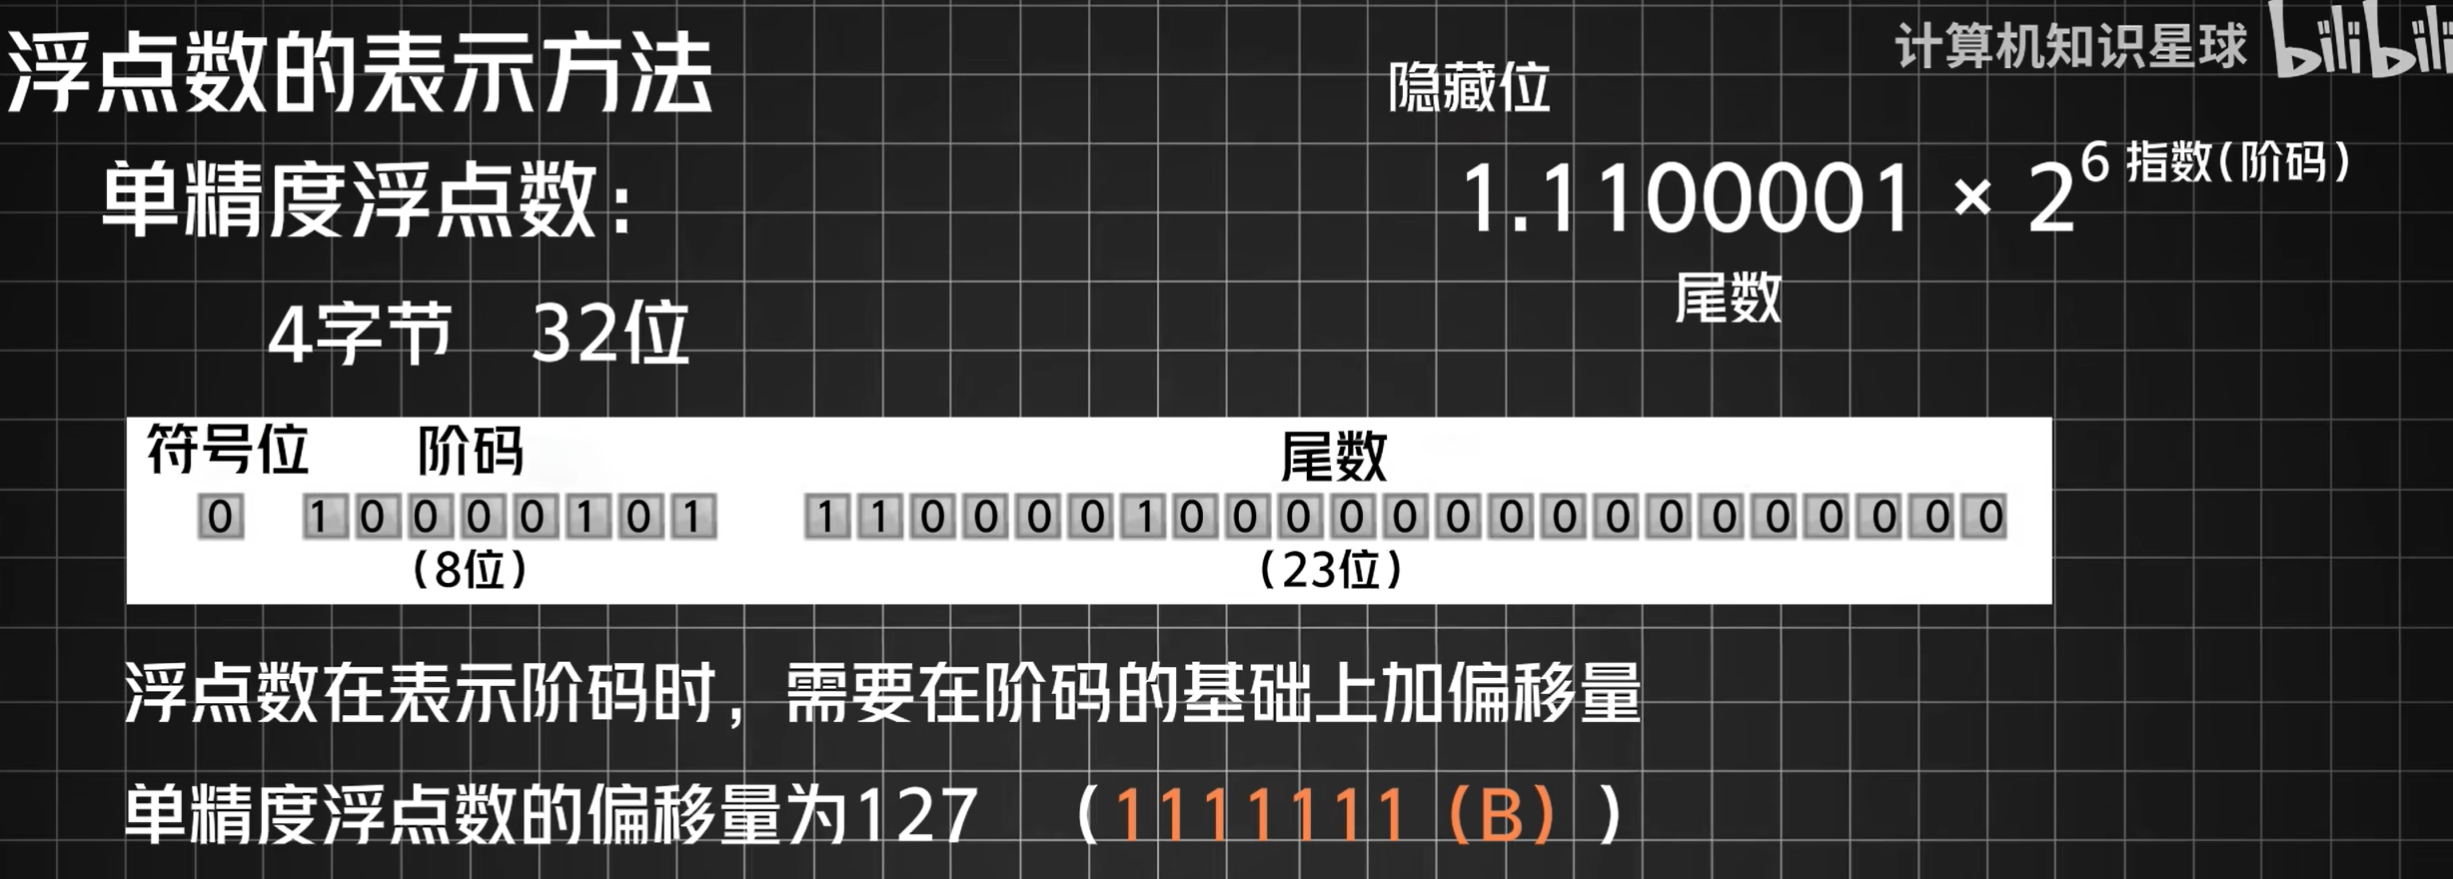 浮点数的表示方法
计算机知识星球 bilibili
隐藏位
单精度浮点数:
1.1100001 × 2^6 指数(阶码)
尾数
4字节 32位
符号位 阶码 尾数
0 1 0 0 0 0 1 0 1 1 1 0 0 0 0 1 0 0 0 0 0 0 0 0 0 0 0 0 0 0 0 0
(8位) (23位)
浮点数在表示阶码时，需要在阶码的基础上加偏移量
单精度浮点数的偏移量为127 (1111111(B))